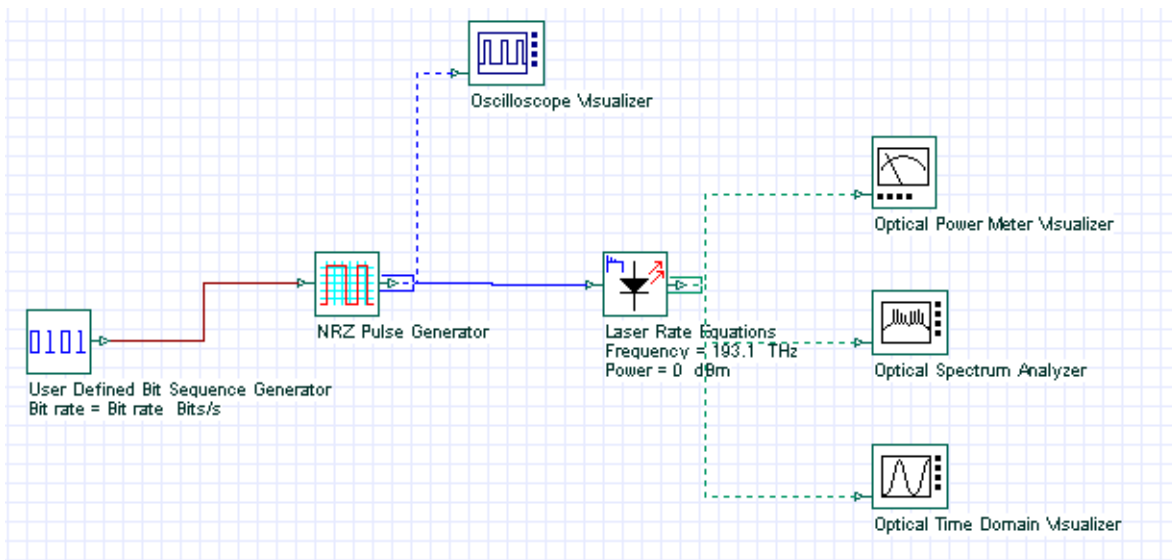 Oscilloscope Visualizer
Optical Power Meter Visualizer
NRZ Pulse Generator
Laser Rate Equations
Frequency = 193.1 THz
Power = 0 dBm
0101
User Defined Bit Sequence Generator
Bit rate = Bit rate Bits/s
Optical Spectrum Analyzer
Optical Time Domain Visualizer